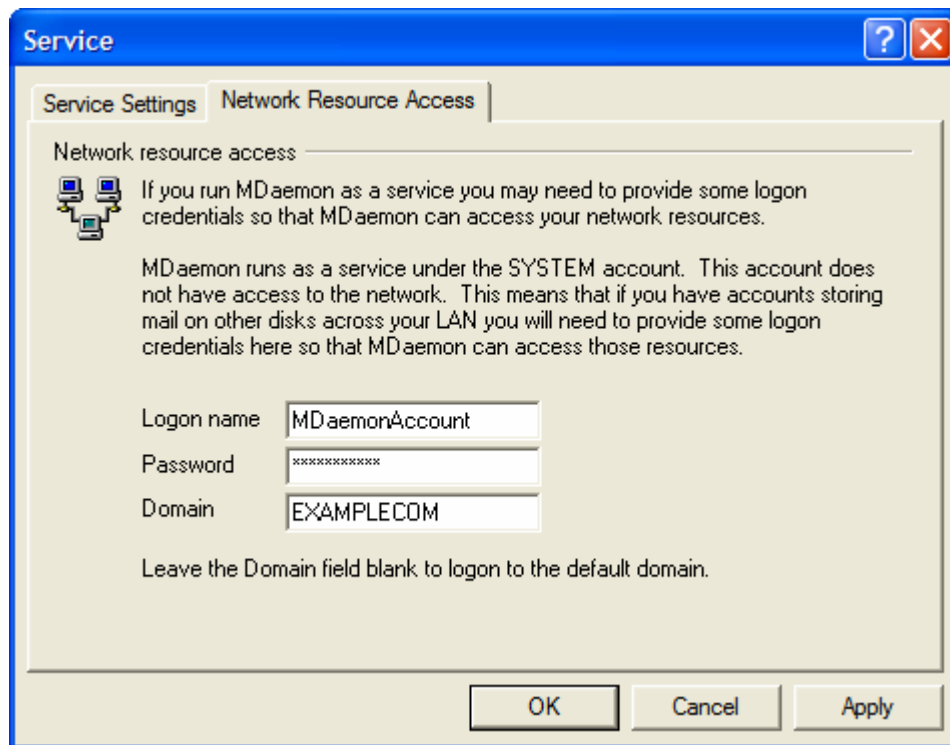 Service
Service Settings
Network Resource Access
Network resource access
If you run MDaemon as a service you may need to provide some logon
credentials so that MDaemon can access your network resources.
MDaemon runs as a service under the SYSTEM account. This account does
not have access to the network. This means that if you have accounts storing
mail on other disks across your LAN you will need to provide some logon
credentials here so that MDaemon can access those resources.
Logon name MDaemonAccount
Password ***********
Domain EXAMPLECOM
Leave the Domain field blank to logon to the default domain.
OK Cancel Apply